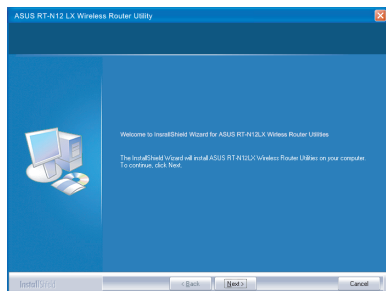 ASUS RT-N12 LX Wireless Router Utility
Welcome to InsrallShield Wizard for ASUS RT-N12LX Wirless Router Utilities
The InstallShield Wizard will install ASUS RT-N12LX Wireless Router Utilities on your computer.
To continue, click Next.
InstallShield
< Back
Next >
Cancel